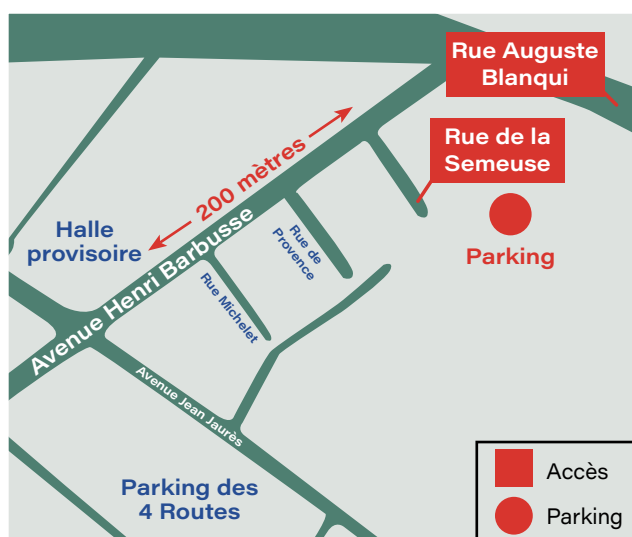 Rue Auguste
Blanqui
Rue de la
Semeuse
200 mètres
Halle
provisoire
Avenue Henri Barbusse
Rue de
Provence
Rue Michelet
Parking
Avenue Jean Jaurès
Parking des
4 Routes
Accès
Parking